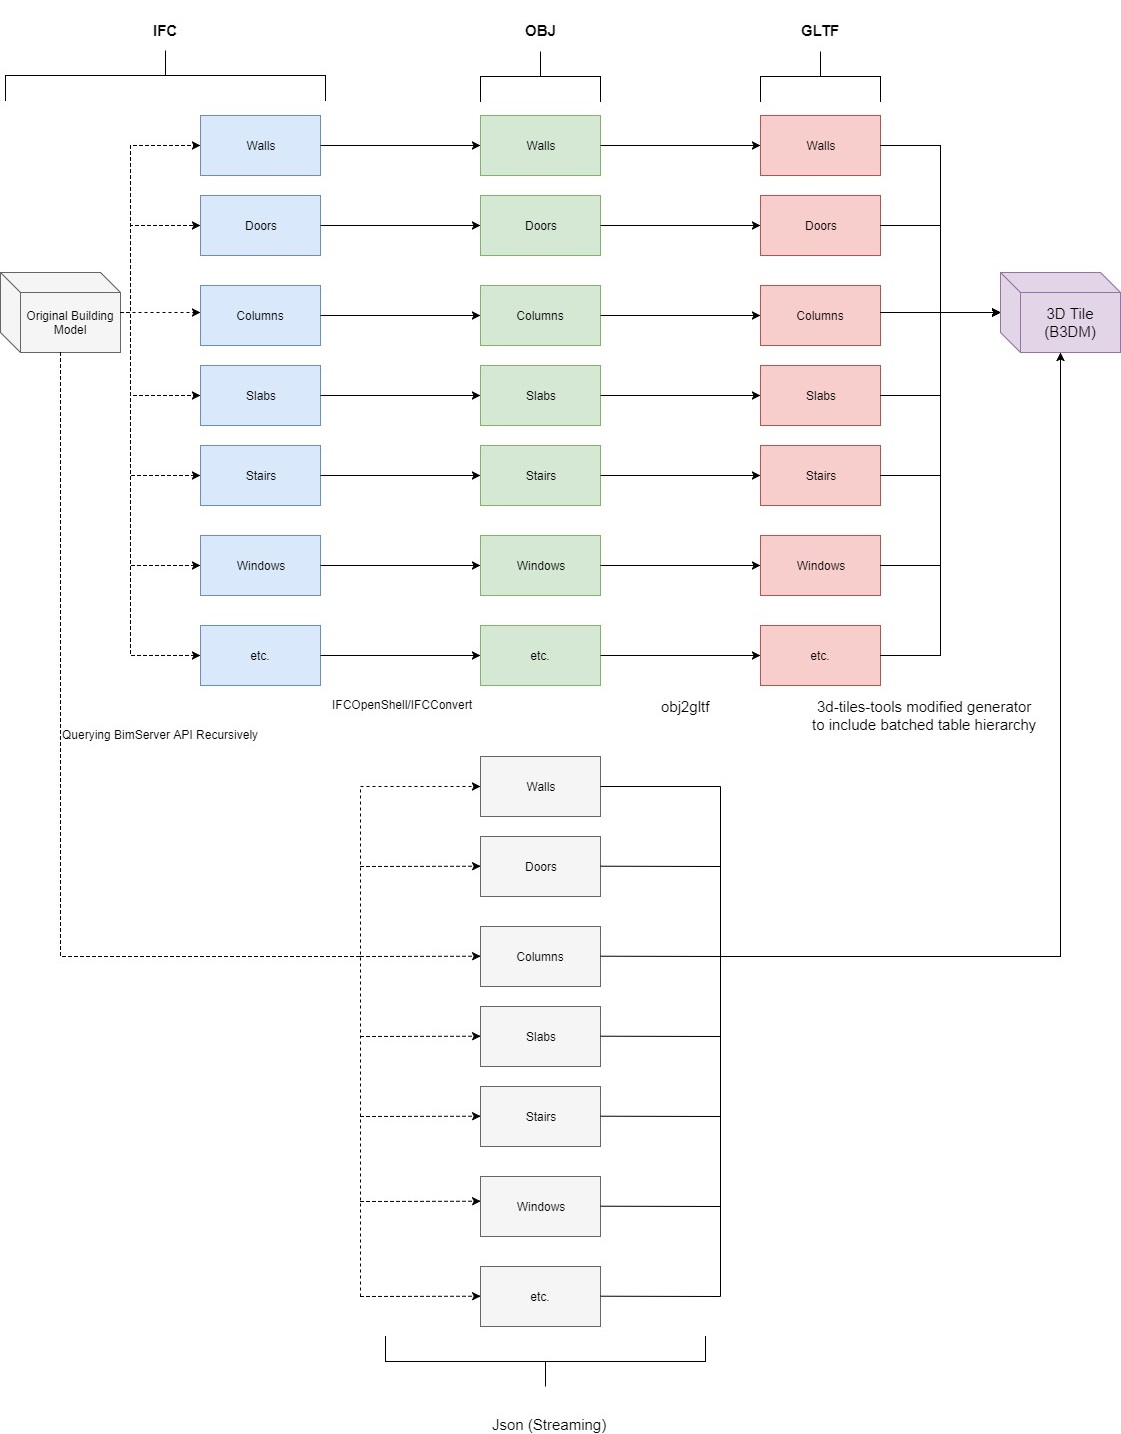 IFC
OBJ
GLTF
Walls
Walls
Walls
Doors
Doors
Doors
Original Building
Model
Columns
Columns
Columns
3D Tile
(B3DM)
Slabs
Slabs
Slabs
Stairs
Stairs
Stairs
Windows
Windows
Windows
etc.
etc.
etc.
IFCOpenShell/IFCConvert
obj2gltf
3d-tiles-tools modified generator
to include batched table hierarchy
Querying BimServer API Recursively
Walls
Doors
Columns
Slabs
Stairs
Windows
etc.
Json (Streaming)